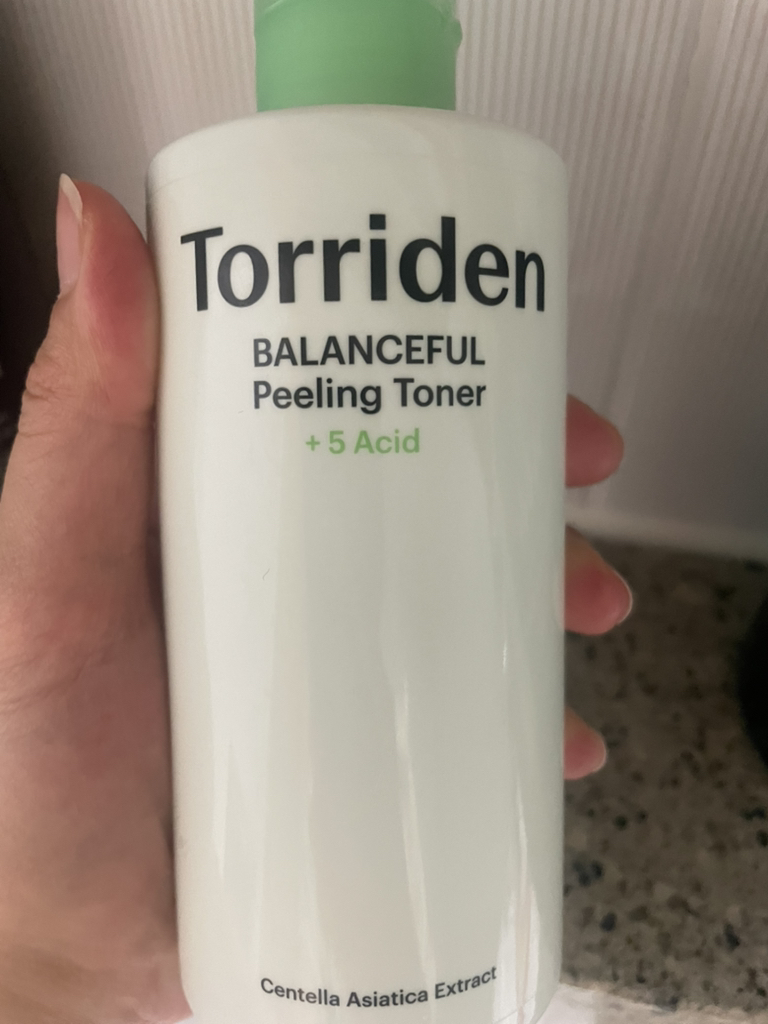 Torriden
BALANCEFUL
Peeling Toner
+ 5 Acid
Centella Asiatica Extract